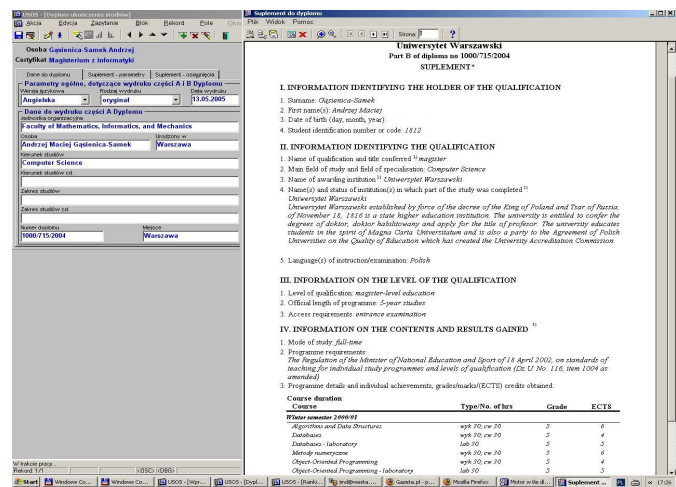 USOS - [Dyplom ukończenia studiów]
Akcja Edycja Zapytanie Blok Rekord Pole
Osoba Gąsienica-Samek Andrzej
Certyfikat Magisterium z informatyki
Dane do dyplomu Suplement - parametry Suplement - osiągnięcia
Parametry ogólne, dotyczące wydruku części A i B Dyplomu
Wersja językowa Rodzaj wydruku Data wydruku
Angielska oryginał 13.05.2005
Dane do wydruku części A Dyplomu
Jednostka organizacyjna
Faculty of Mathematics, Informatics, and Mechanics
Osoba Urodzony w
Andrzej Maciej Gąsienica-Samek Warszawa
Kierunek studiów
Computer Science
Kierunek studiów cd.
Zakres studiów
Zakres studiów cd.
Numer dyplomu Miejsce
1000/715/2004 Warszawa
W trakcie pracy...
Rekord: 1/1 <OSC> <DBG>
Suplement do dyplomu
Plik Widok Pomoc
Strona: ?
Uniwersytet Warszawski
Part B of diploma no 1000/715/2004
SUPLEMENT*
I. INFORMATION IDENTIFYING THE HOLDER OF THE QUALIFICATION
1. Surname: Gąsienica-Samek
2. First name(s): Andrzej Maciej
3. Date of birth (day, month, year):
4. Student identification number or code: 1812
II. INFORMATION IDENTIFYING THE QUALIFICATION
1. Name of qualification and title conferred 1) magister
2. Main field of study and field of specialisation: Computer Science
3. Name of awarding institution 1) Uniwersytet Warszawski
4. Name(s) and status of institution(s) in which part of the study was completed 2)
Uniwersytet Warszawski
Uniwersytet Warszawski established by force of the decree of the King of Poland and Tsar of Russia,
of November 18, 1816 is a state higher education institution. The university is entitled to confer the
degrees of doktor, doktor habilitowany and apply for the title of profesor. The university educates
students in the spirit of Magna Carta Universitatum and is also a party to the Agreement of Polish
Universities on the Quality of Education which has created the University Accreditation Commission
5. Language(s) of instruction/examination: Polish
III. INFORMATION ON THE LEVEL OF THE QUALIFICATION
1. Level of qualification: magister-level education
2. Official length of programme: 5-year studies
3. Access requirements: entrance examination
IV. INFORMATION ON THE CONTENTS AND RESULTS GAINED 3)
1. Mode of study: full-time
2. Programme requirements:
The Regulation of the Minister of National Education and Sport of 18 April 2002, on standards of
teaching for individual study programmes and levels of qualification (Dz. U. No. 116, item 1004 as
amended)
3. Programme details and individual achievements, grades/marks/(ECTS) credits obtained:
Course duration
Course Type/No. of hrs Grade ECTS
Winter semester 2000/01
Algorithms and Data Structures wyk 30, cw 30 5 6
Databases wyk 30, cw 30 5 4
Databases - laboratory lab 30 5 5
Metody numeryczne wyk 30, cw 30 3 6
Object-Oriented Programming wyk 30, cw 30 5 4
Object-Oriented Programming - laboratory lab 30 5 5
Start Windows Co... Windows Co... USOS - [Wpr... USOS - [Dypl... USOS - [Ranki... jmd@westa.... Gazeta.pl - p... Mozilla Firefox Motor w tle dl... Suplement ... PL « 17:26